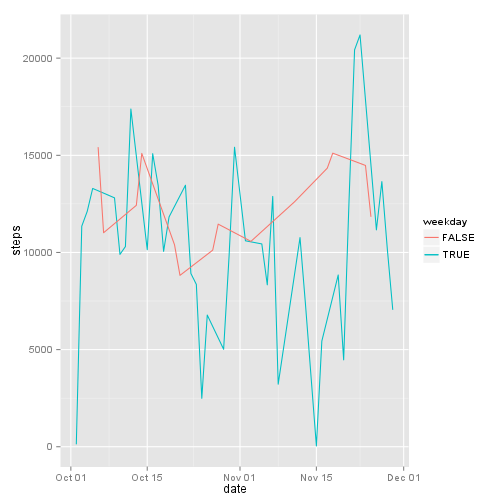 20000
15000
10000
5000
0
steps
Oct 01
Oct 15
Nov 01
Nov 15
Dec 01
date
weekday
FALSE
TRUE